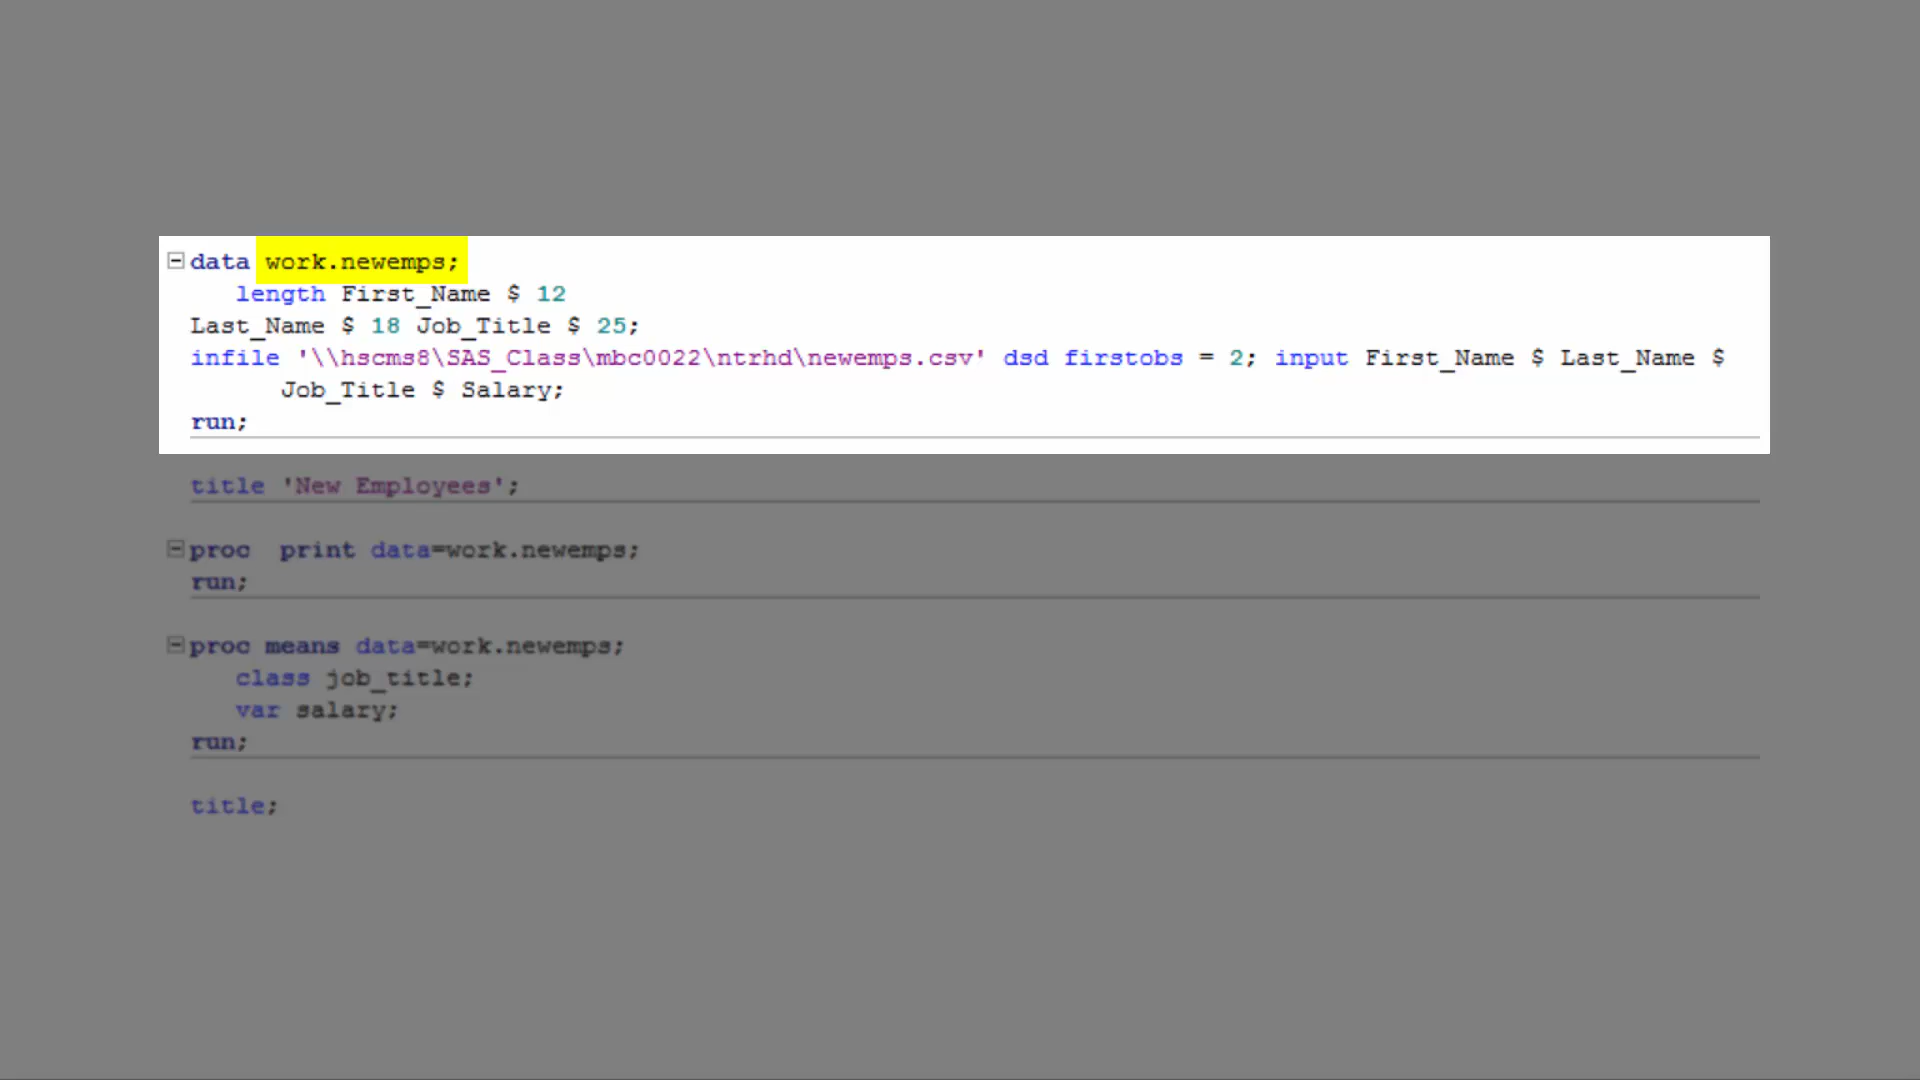 data work.newemps;
length First_Name $ 12
Last_Name $ 18 Job_Title $ 25;
infile '\\hscms8\SAS_Class\mbc0022\ntrhd\newemps.csv' dsd firstobs = 2; input First_Name $ Last_Name $
Job_Title $ Salary;
run;
title 'New Employees';
proc  print data=work.newemps;
run;
proc means data=work.newemps;
class job_title;
var salary;
run;
title;